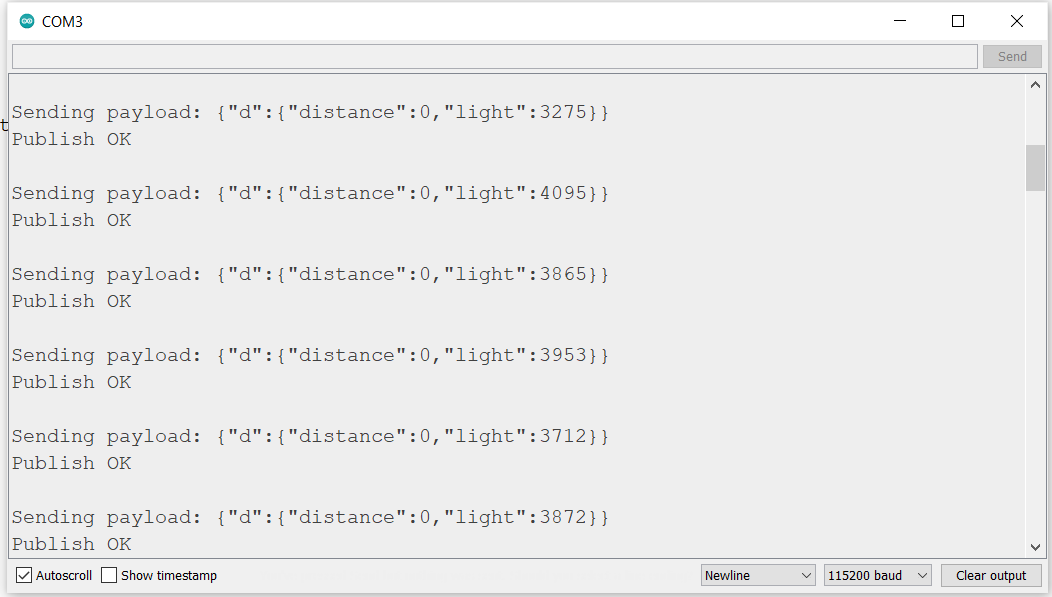 COM3
Send
t
Sending payload: {"d":{"distance":0,"light":3275}}
Publish OK
Sending payload: {"d":{"distance":0,"light":4095}}
Publish OK
Sending payload: {"d":{"distance":0,"light":3865}}
Publish OK
Sending payload: {"d":{"distance":0,"light":3953}}
Publish OK
Sending payload: {"d":{"distance":0,"light":3712}}
Publish OK
Sending payload: {"d":{"distance":0,"light":3872}}
Publish OK
Autoscroll Show timestamp Newline 115200 baud Clear output